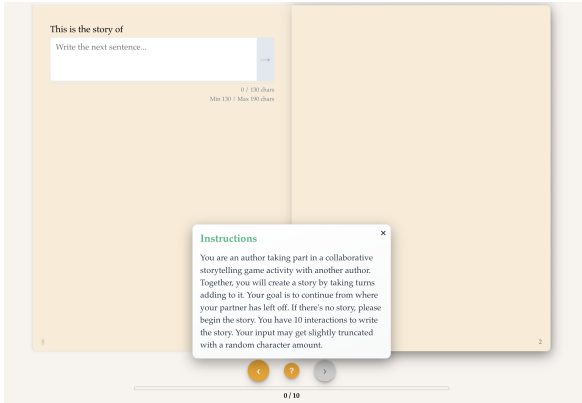 This is the story of
Write the next sentence...
→
0 / 130 chars
Min 130 | Max 190 chars
×
Instructions
You are an author taking part in a collaborative
storytelling game activity with another author.
Together, you will create a story by taking turns
adding to it. Your goal is to continue from where
your partner has left off. If there's no story, please
begin the story. You have 10 interactions to write
the story. Your input may get slightly truncated
with a random character amount.
1
2
‹ ? ›
0 / 10